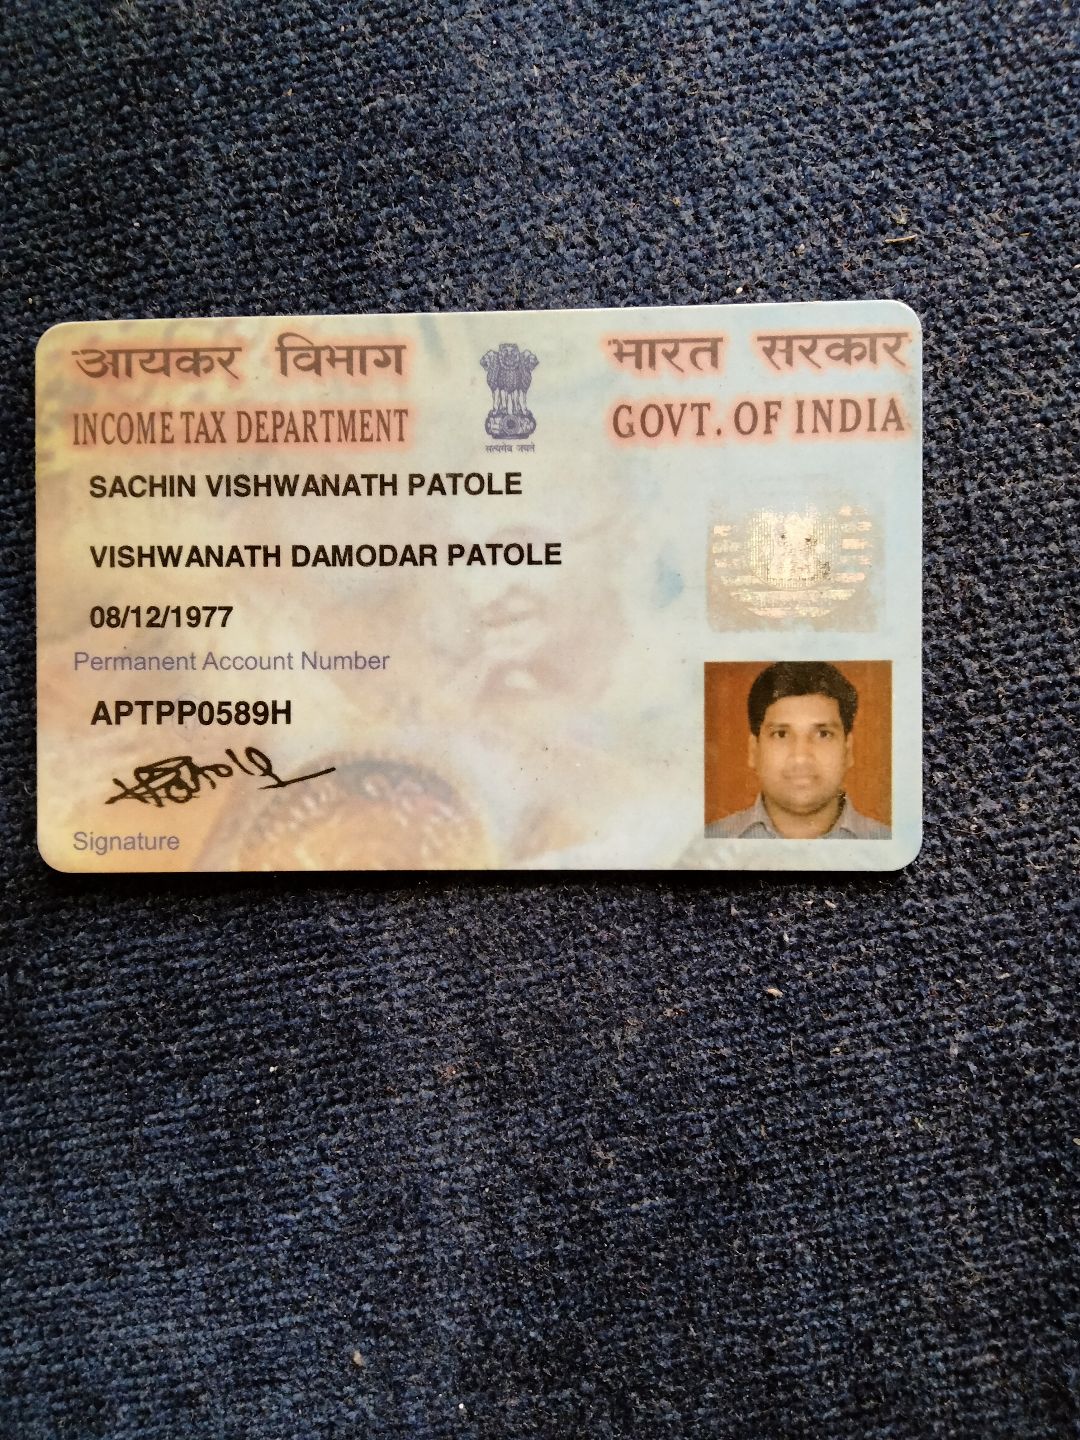 आयकर विभाग
INCOME TAX DEPARTMENT
सत्यमेव जयते
भारत सरकार
GOVT. OF INDIA
SACHIN VISHWANATH PATOLE
VISHWANATH DAMODAR PATOLE
08/12/1977
Permanent Account Number
APTPP0589H
Signature